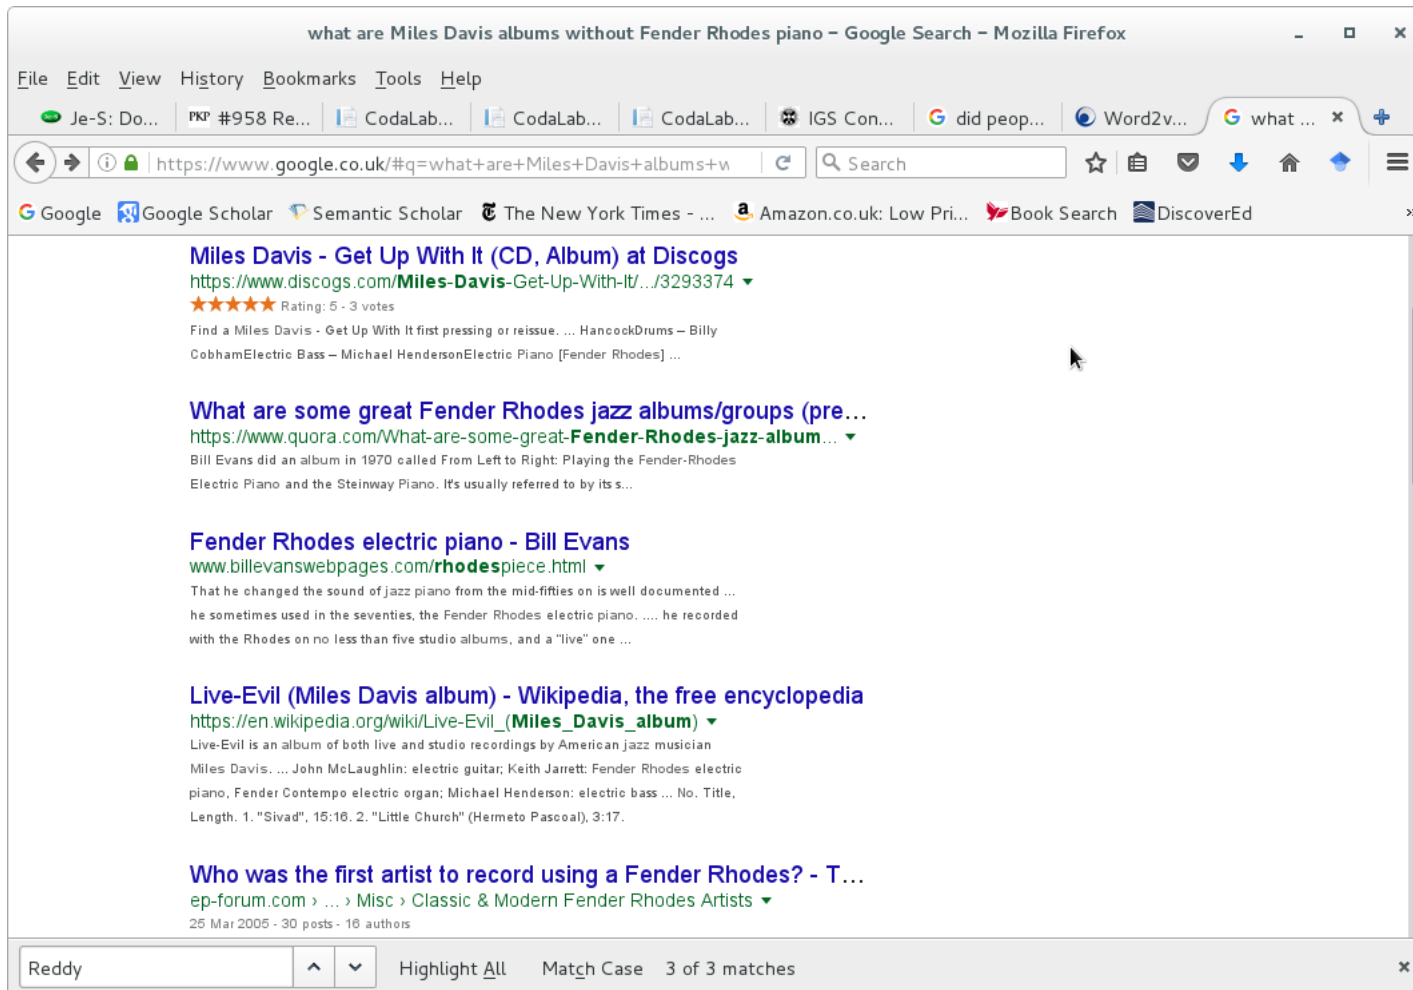 what are Miles Davis albums without Fender Rhodes piano – Google Search – Mozilla Firefox
File Edit View History Bookmarks Tools Help
Je-S: Do... PKP #958 Re... CodaLab... CodaLab... CodaLab... IGS Con... G did peop... Word2v... G what ...
https://www.google.co.uk/#q=what+are+Miles+Davis+albums+w Search
G Google Google Scholar Semantic Scholar The New York Times - ... a Amazon.co.uk: Low Pri... Book Search DiscoverEd »
Miles Davis - Get Up With It (CD, Album) at Discogs
https://www.discogs.com/Miles-Davis-Get-Up-With-It/.../3293374
Rating: 5 - 3 votes
Find a Miles Davis - Get Up With It first pressing or reissue. ... HancockDrums – Billy
CobhamElectric Bass – Michael HendersonElectric Piano [Fender Rhodes] ...
What are some great Fender Rhodes jazz albums/groups (pre...
https://www.quora.com/What-are-some-great-Fender-Rhodes-jazz-album...
Bill Evans did an album in 1970 called From Left to Right: Playing the Fender-Rhodes
Electric Piano and the Steinway Piano. It's usually referred to by its s...
Fender Rhodes electric piano - Bill Evans
www.billevanswebpages.com/rhodespiece.html
That he changed the sound of jazz piano from the mid-fifties on is well documented ...
he sometimes used in the seventies, the Fender Rhodes electric piano. .... he recorded
with the Rhodes on no less than five studio albums, and a "live" one ...
Live-Evil (Miles Davis album) - Wikipedia, the free encyclopedia
https://en.wikipedia.org/wiki/Live-Evil_(Miles_Davis_album)
Live-Evil is an album of both live and studio recordings by American jazz musician
Miles Davis. ... John McLaughlin: electric guitar; Keith Jarrett: Fender Rhodes electric
piano, Fender Contempo electric organ; Michael Henderson: electric bass ... No. Title,
Length. 1. "Sivad", 15:16. 2. "Little Church" (Hermeto Pascoal), 3:17.
Who was the first artist to record using a Fender Rhodes? - T...
ep-forum.com › ... › Misc › Classic & Modern Fender Rhodes Artists
25 Mar 2005 - 30 posts - 16 authors
Reddy Highlight All Match Case 3 of 3 matches